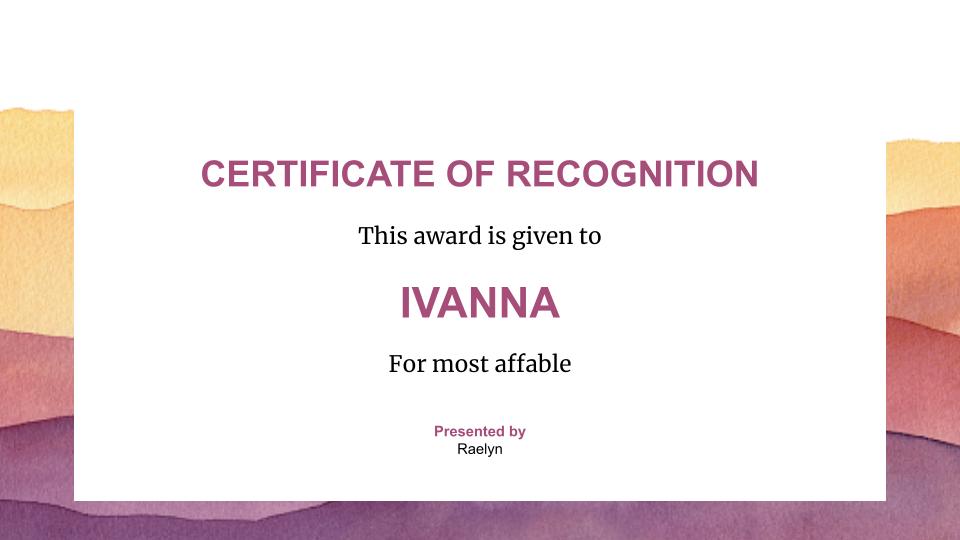 CERTIFICATE OF RECOGNITION
This award is given to
IVANNA
For most affable
Presented by
Raelyn